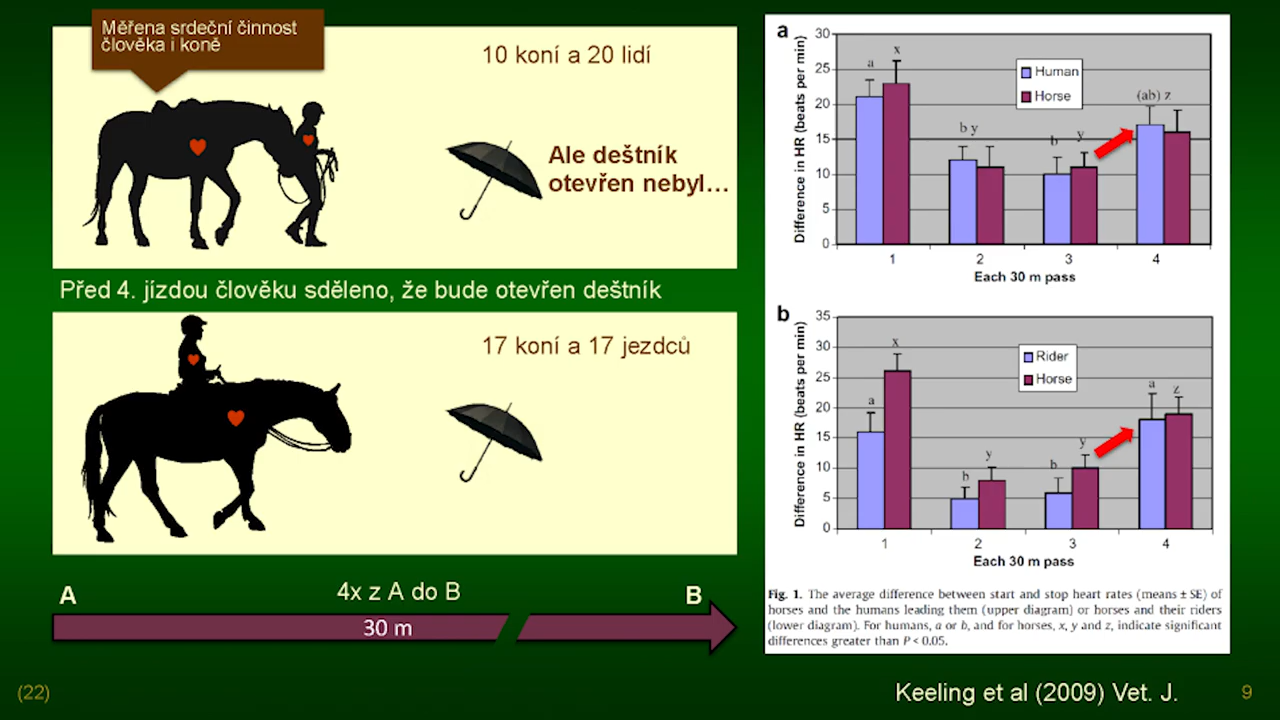 Měřena srdeční činnost
člověka i koně
10 koní a 20 lidí
Ale deštník
otevřen nebyl…
Před 4. jízdou člověku sděleno, že bude otevřen deštník
17 koní a 17 jezdců
A
4x z A do B
B
30 m
a
Difference in HR (beats per min)
30
25
20
15
10
5
0
a
x
b y
b
y
(ab) z
Human
Horse
1 2 3 4
Each 30 m pass
b
Difference in HR (beats per min)
35
30
25
20
15
10
5
0
a
x
b
y
b
y
a
z
Rider
Horse
1 2 3 4
Each 30 m pass
Fig. 1. The average difference between start and stop heart rates (means ± SE) of
horses and the humans leading them (upper diagram) or horses and their riders
(lower diagram). For humans, a or b, and for horses, x, y and z, indicate significant
differences greater than P < 0.05.
(22)
Keeling et al (2009) Vet. J.
9